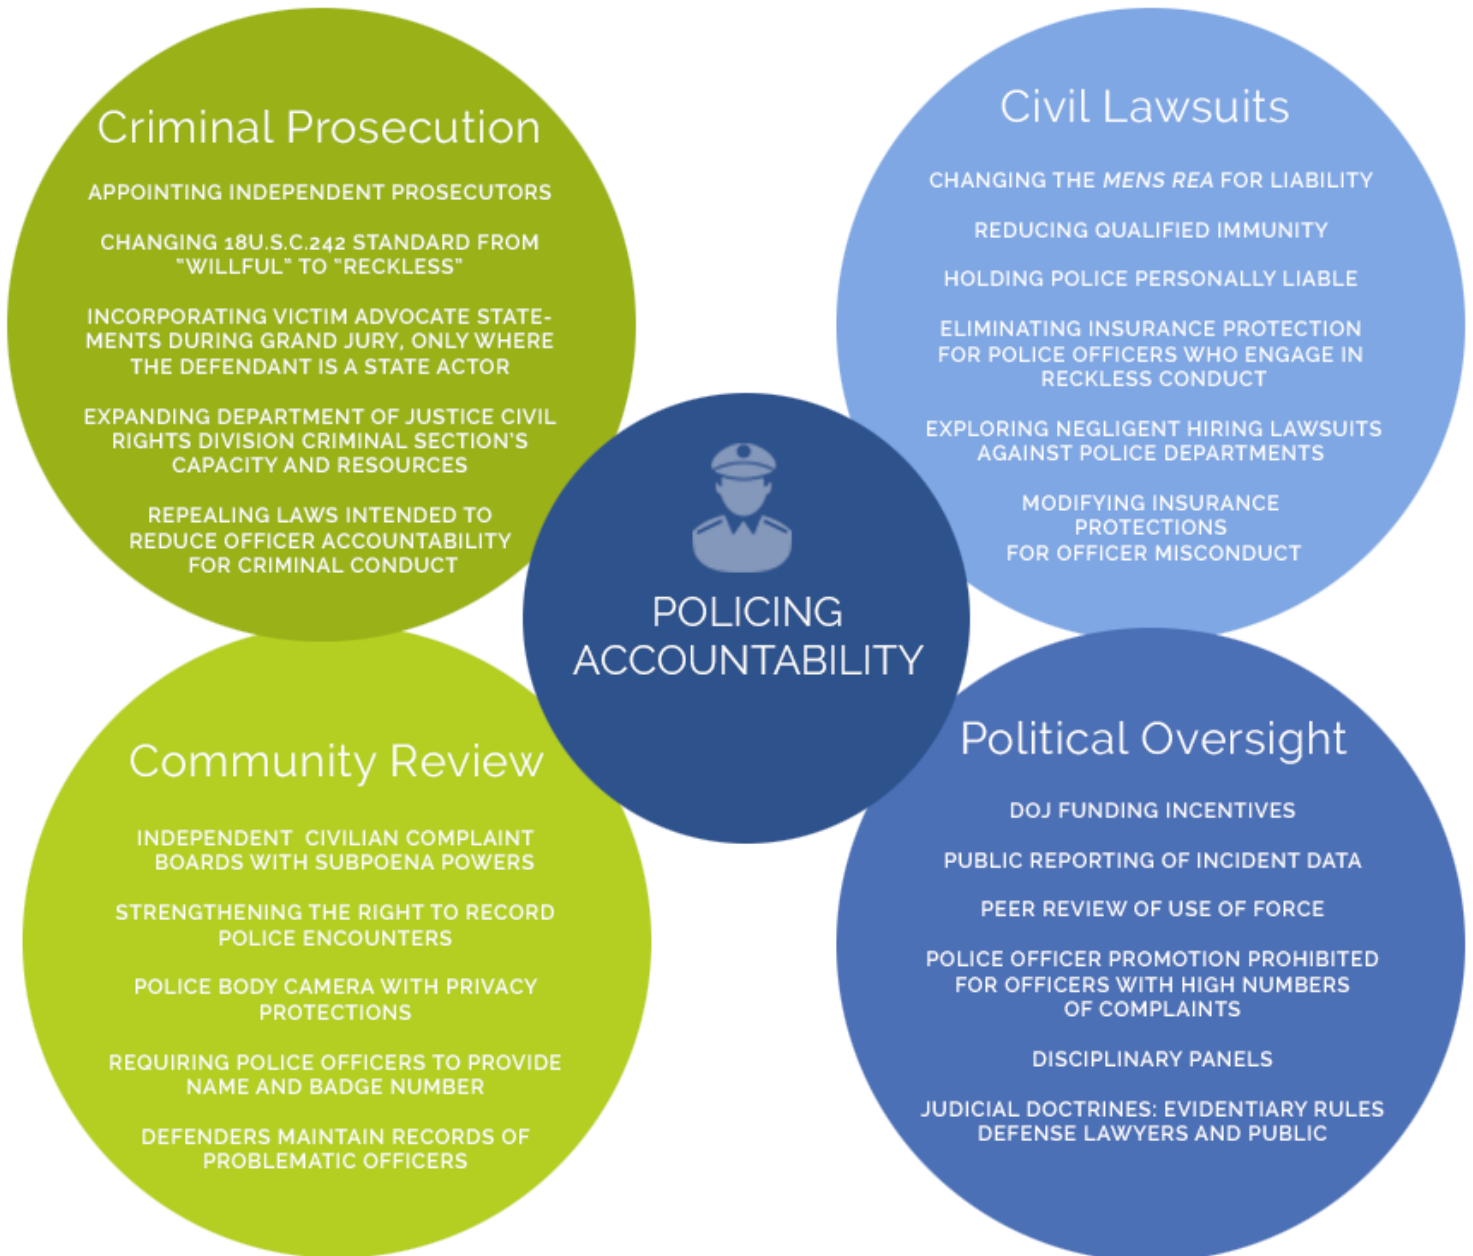 Criminal Prosecution
APPOINTING INDEPENDENT PROSECUTORS
CHANGING 18U.S.C.242 STANDARD FROM
"WILLFUL" TO "RECKLESS"
INCORPORATING VICTIM ADVOCATE STATE-
MENTS DURING GRAND JURY, ONLY WHERE
THE DEFENDANT IS A STATE ACTOR
EXPANDING DEPARTMENT OF JUSTICE CIVIL
RIGHTS DIVISION CRIMINAL SECTION'S
CAPACITY AND RESOURCES
REPEALING LAWS INTENDED TO
REDUCE OFFICER ACCOUNTABILITY
FOR CRIMINAL CONDUCT
Civil Lawsuits
CHANGING THE MENS REA FOR LIABILITY
REDUCING QUALIFIED IMMUNITY
HOLDING POLICE PERSONALLY LIABLE
ELIMINATING INSURANCE PROTECTION
FOR POLICE OFFICERS WHO ENGAGE IN
RECKLESS CONDUCT
EXPLORING NEGLIGENT HIRING LAWSUITS
AGAINST POLICE DEPARTMENTS
MODIFYING INSURANCE
PROTECTIONS
FOR OFFICER MISCONDUCT
POLICING
ACCOUNTABILITY
Community Review
INDEPENDENT CIVILIAN COMPLAINT
BOARDS WITH SUBPOENA POWERS
STRENGTHENING THE RIGHT TO RECORD
POLICE ENCOUNTERS
POLICE BODY CAMERA WITH PRIVACY
PROTECTIONS
REQUIRING POLICE OFFICERS TO PROVIDE
NAME AND BADGE NUMBER
DEFENDERS MAINTAIN RECORDS OF
PROBLEMATIC OFFICERS
Political Oversight
DOJ FUNDING INCENTIVES
PUBLIC REPORTING OF INCIDENT DATA
PEER REVIEW OF USE OF FORCE
POLICE OFFICER PROMOTION PROHIBITED
FOR OFFICERS WITH HIGH NUMBERS
OF COMPLAINTS
DISCIPLINARY PANELS
JUDICIAL DOCTRINES: EVIDENTIARY RULES
DEFENSE LAWYERS AND PUBLIC